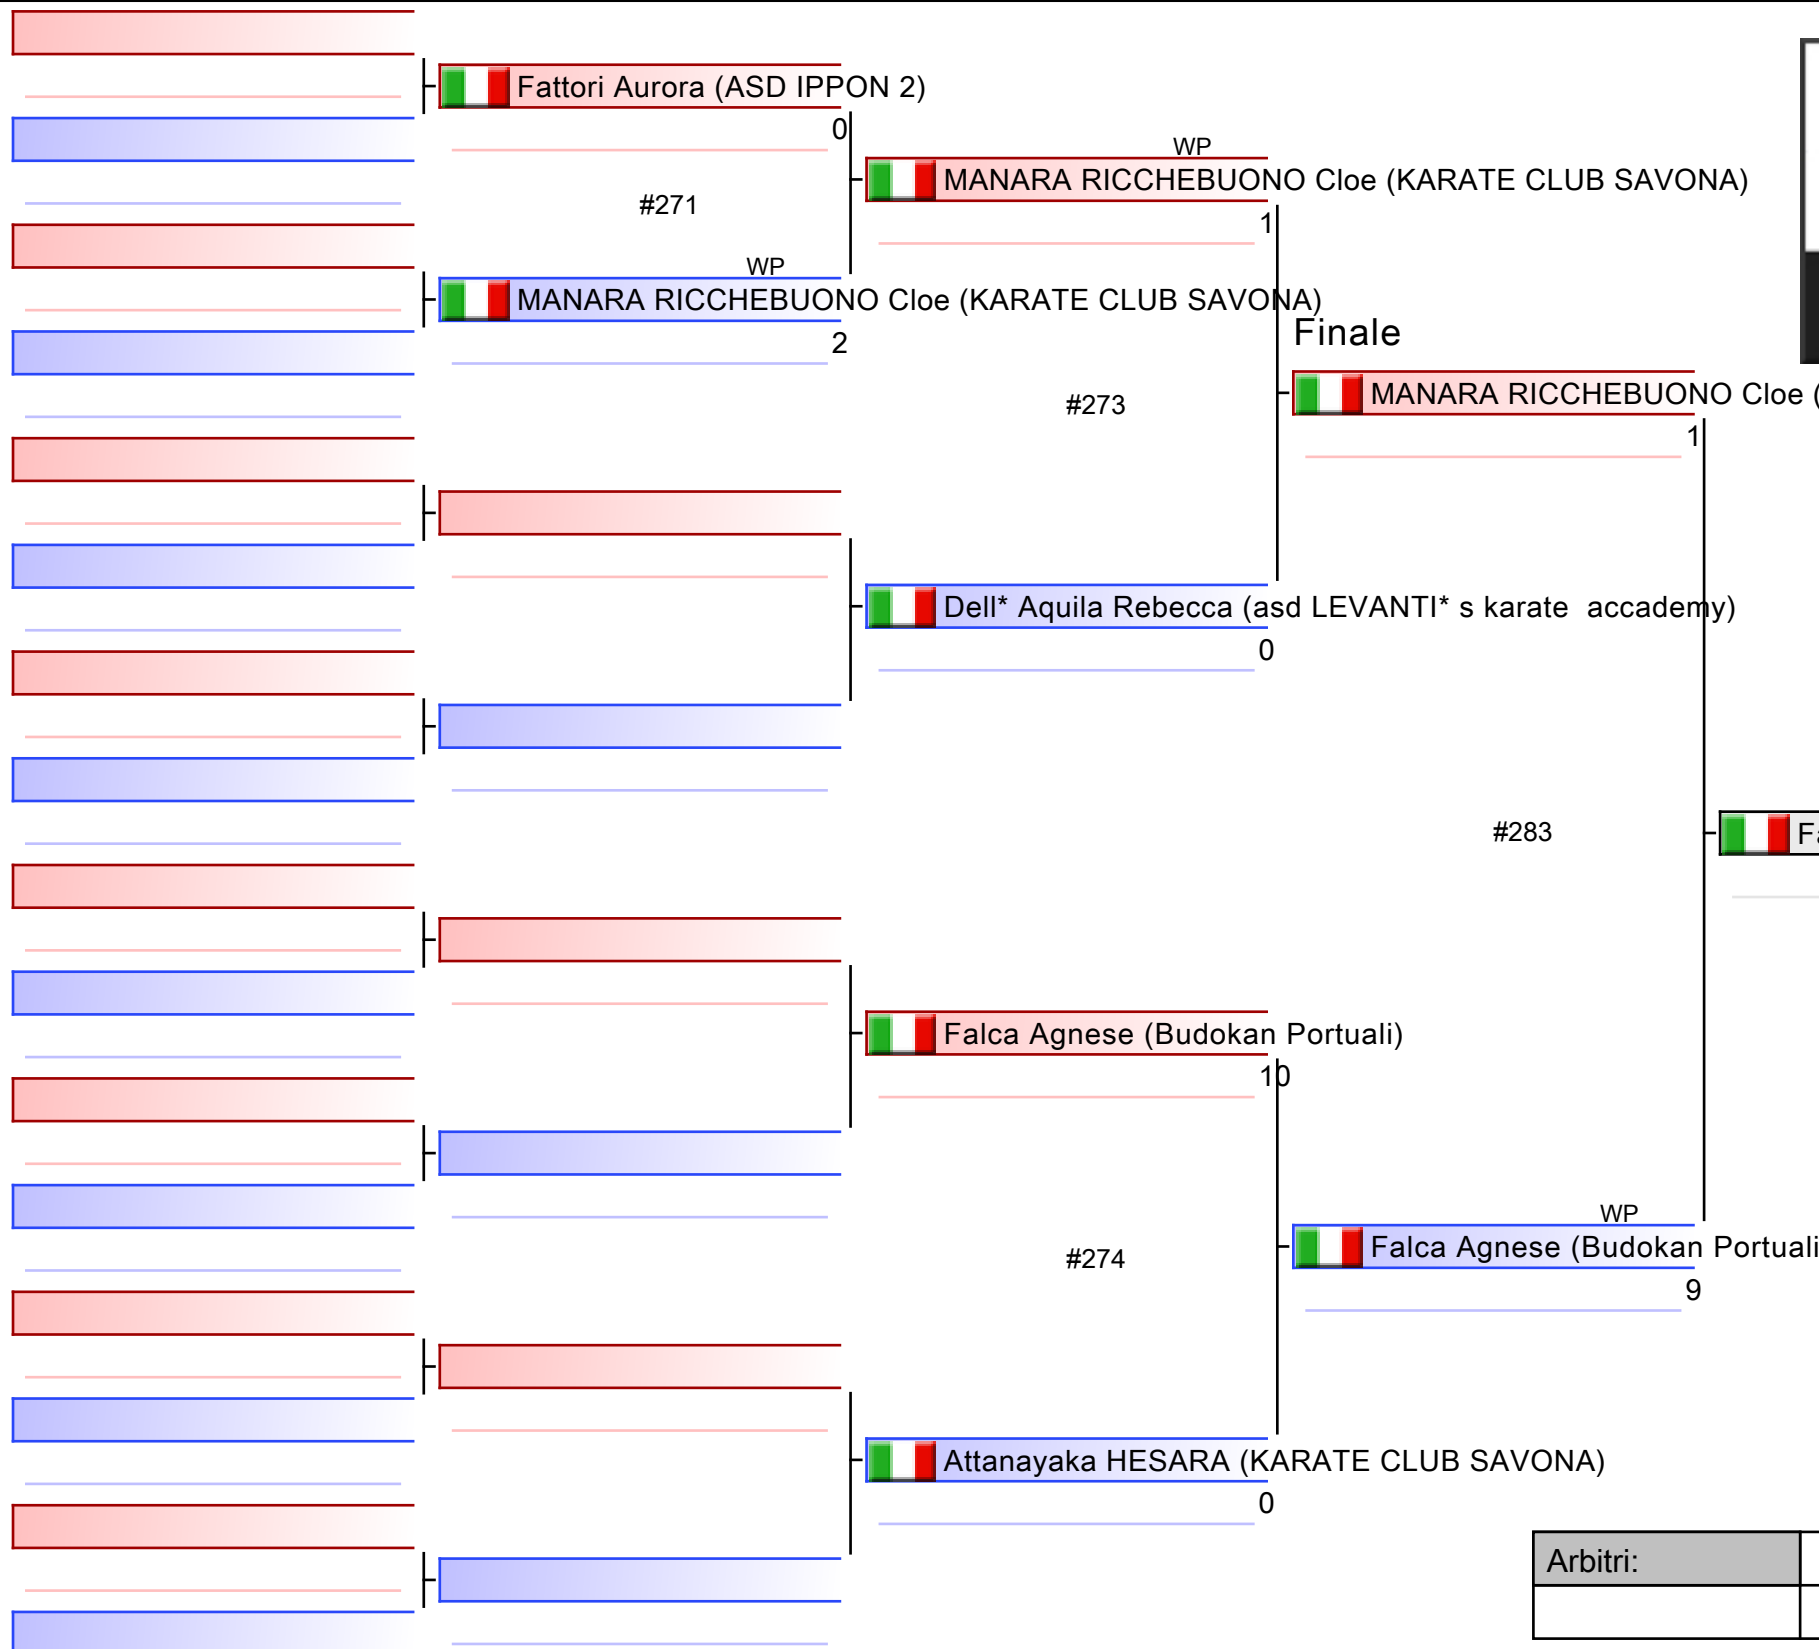 Fattori Aurora (ASD IPPON 2)
0
#271
WP
MANARA RICCHEBUONO Cloe (KARATE CLUB SAVONA)
2
WP
MANARA RICCHEBUONO Cloe (KARATE CLUB SAVONA)
1
#273
Dell* Aquila Rebecca (asd LEVANTI* s karate accademy)
0
Falca Agnese (Budokan Portuali)
10
#274
Attanayaka HESARA (KARATE CLUB SAVONA)
0
Finale
MANARA RICCHEBUONO Cloe (
1
#283
WP
Falca Agnese (Budokan Portuali
9
Fa
Arbitri: